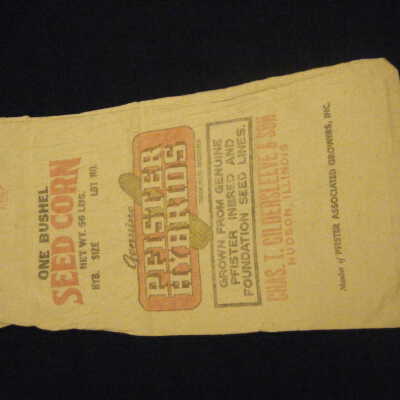 ONE BUSHEL
SEED CORN
NET WT. 56 LBS.
HYB. SIZE LOT NO.
Genuine
PFISTER
HYBRIDS
GROWN FROM GENUINE
PFISTER INBRED AND
FOUNDATION SEED LINES.
CHAS. T. GILDERSLEEVE & SON
HUDSON, ILLINOIS
Member of PFISTER ASSOCIATED GROWERS, INC.